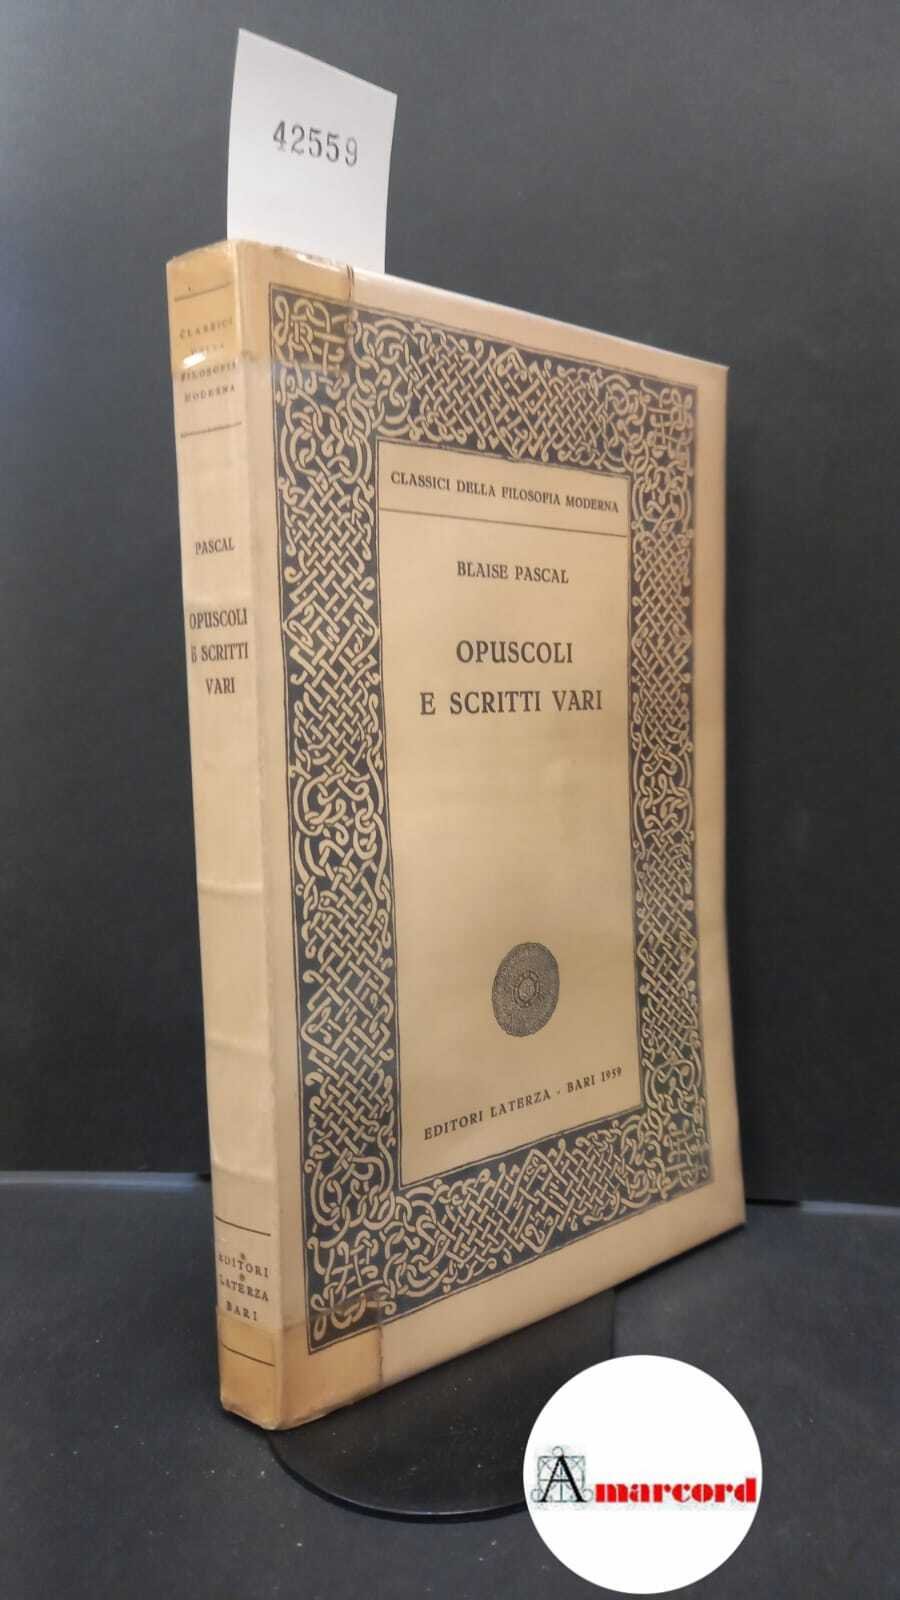 42559
CLASSICI
DELLA
FILOSOFIA
MODERNA
PASCAL
OPUSCOLI
E SCRITTI
VARI
EDITORI
LATERZA
BARI
CLASSICI DELLA FILOSOFIA MODERNA
BLAISE PASCAL
OPUSCOLI
E SCRITTI VARI
EDITORI LATERZA - BARI 1959
Amarcord